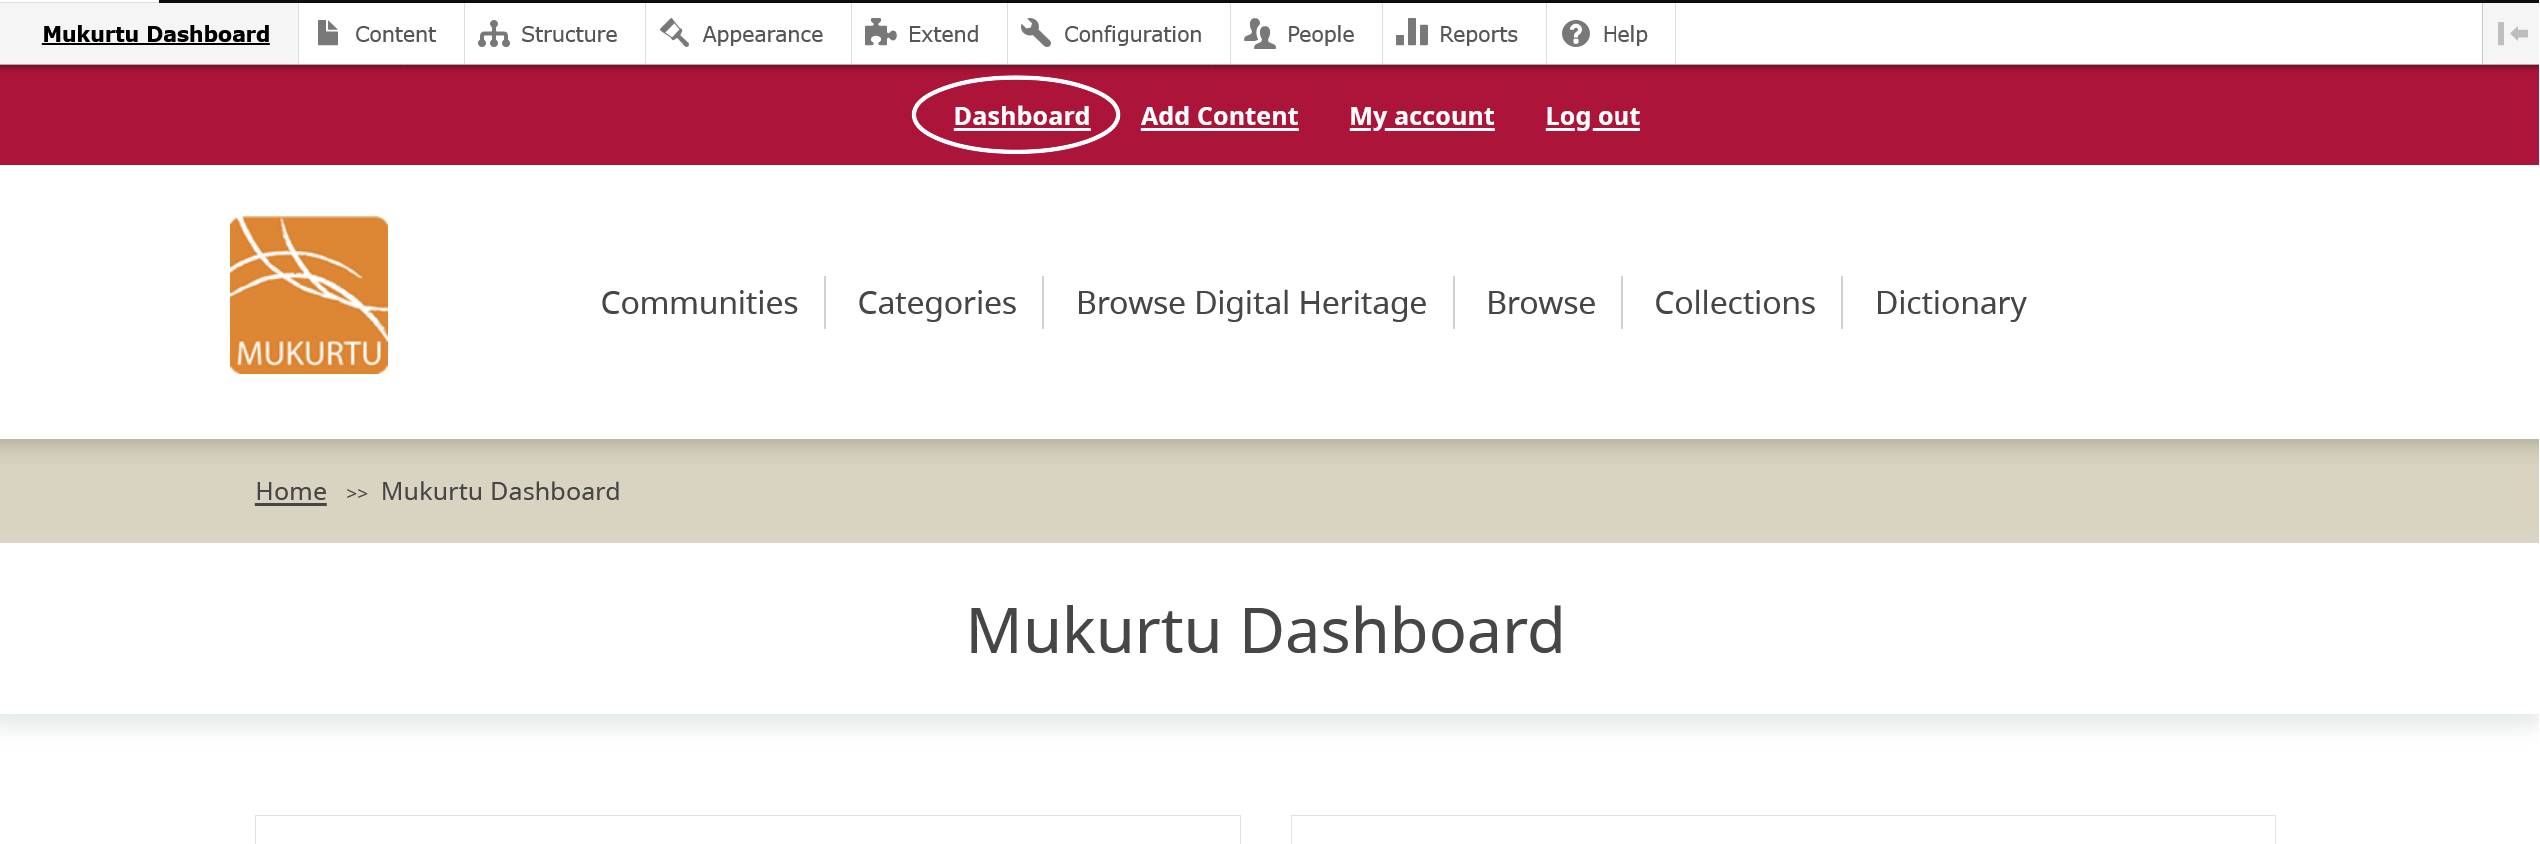 Mukurtu Dashboard Content Structure Appearance Extend Configuration People Reports Help
Dashboard Add Content My account Log out
MUKURTU
Communities Categories Browse Digital Heritage Browse Collections Dictionary
Home >> Mukurtu Dashboard
Mukurtu Dashboard